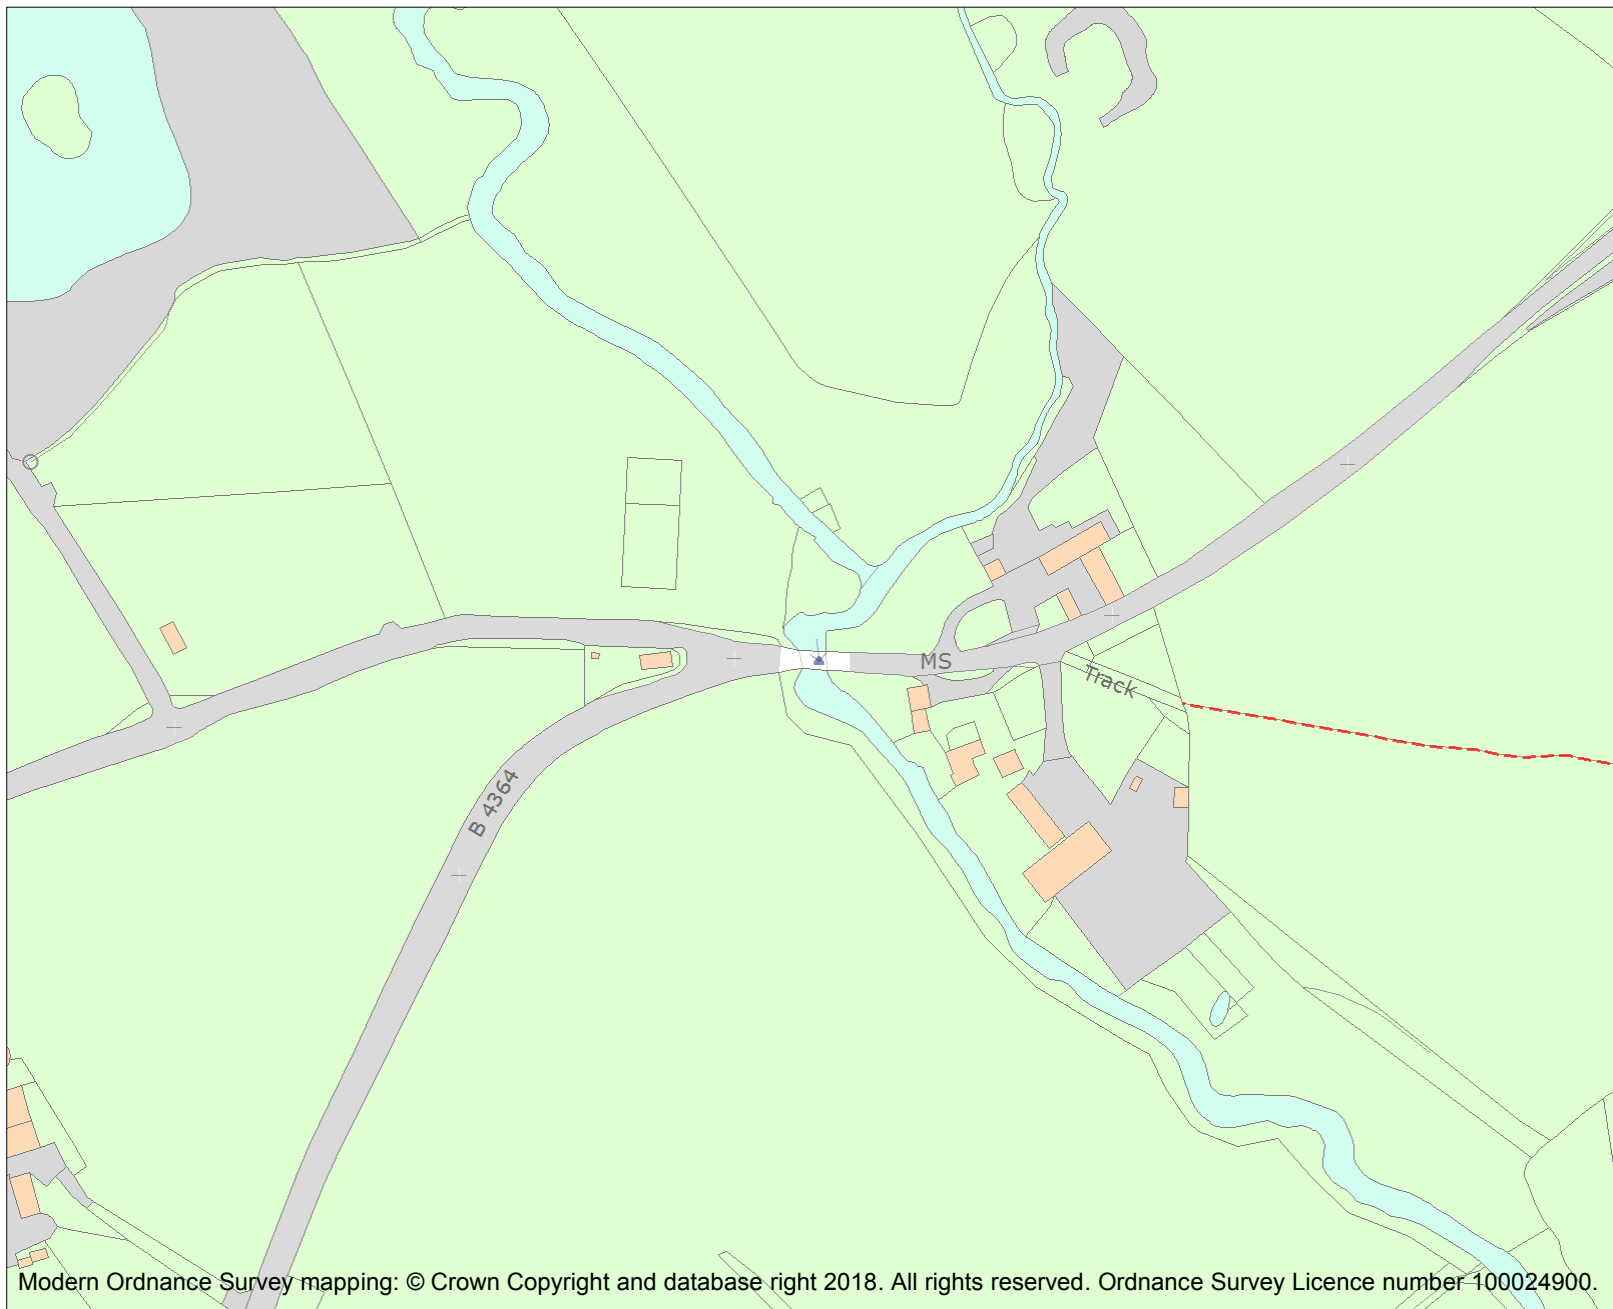 MS
Track
B 4364
Modern Ordnance Survey mapping: © Crown Copyright and database right 2018. All rights reserved. Ordnance Survey Licence number 100024900.